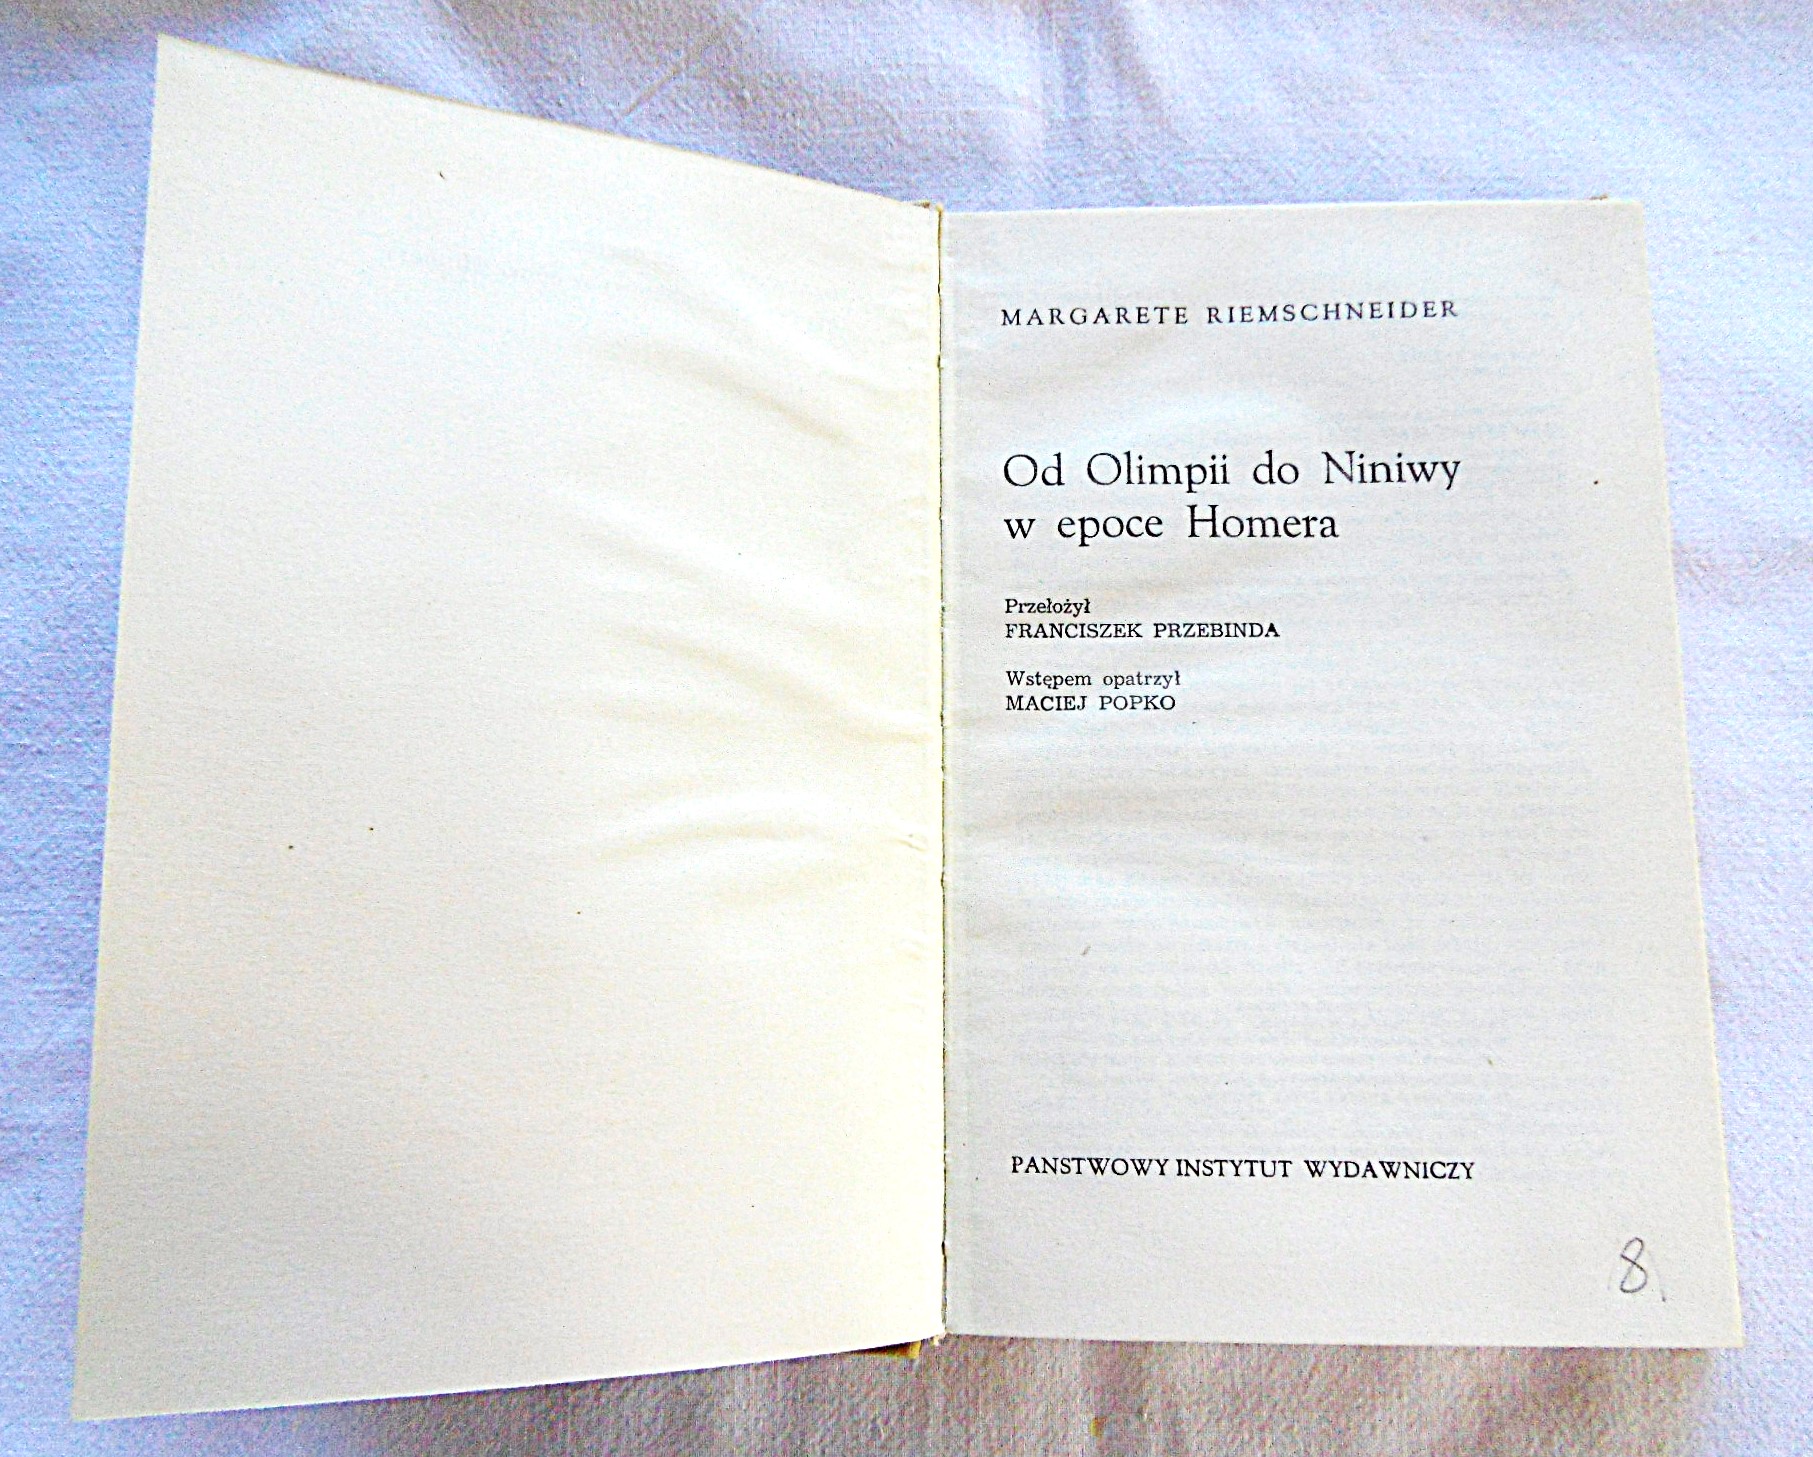 MARGARETE RIEMSCHNEIDER
Od Olimpii do Niniwy
w epoce Homera
Przełożył
FRANCISZEK PRZEBINDA
Wstępem opatrzył
MACIEJ POPKO
PANSTWOWY INSTYTUT WYDAWNICZY
8